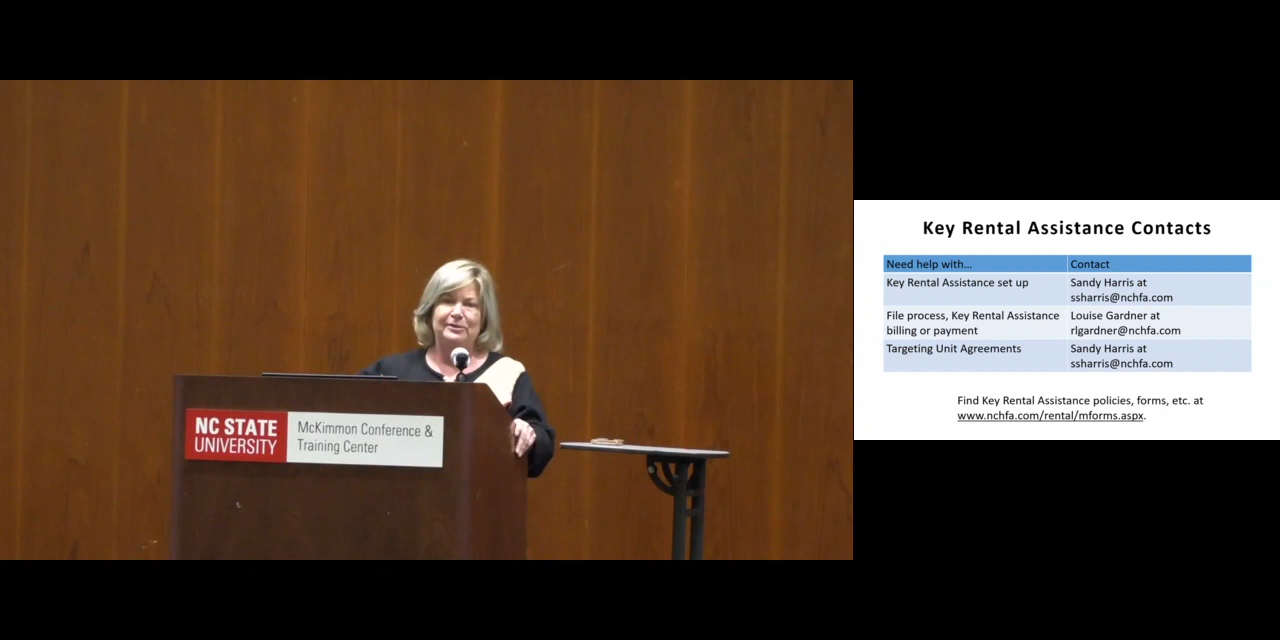 NC STATE
UNIVERSITY
McKimmon Conference &
Training Center
Key Rental Assistance Contacts
Need help with...
Contact
Key Rental Assistance set up
Sandy Harris at
ssharris@nchfa.com
File process, Key Rental Assistance
billing or payment
Louise Gardner at
rlgardner@nchfa.com
Targeting Unit Agreements
Sandy Harris at
ssharris@nchfa.com
Find Key Rental Assistance policies, forms, etc. at
www.nchfa.com/rental/mforms.aspx.